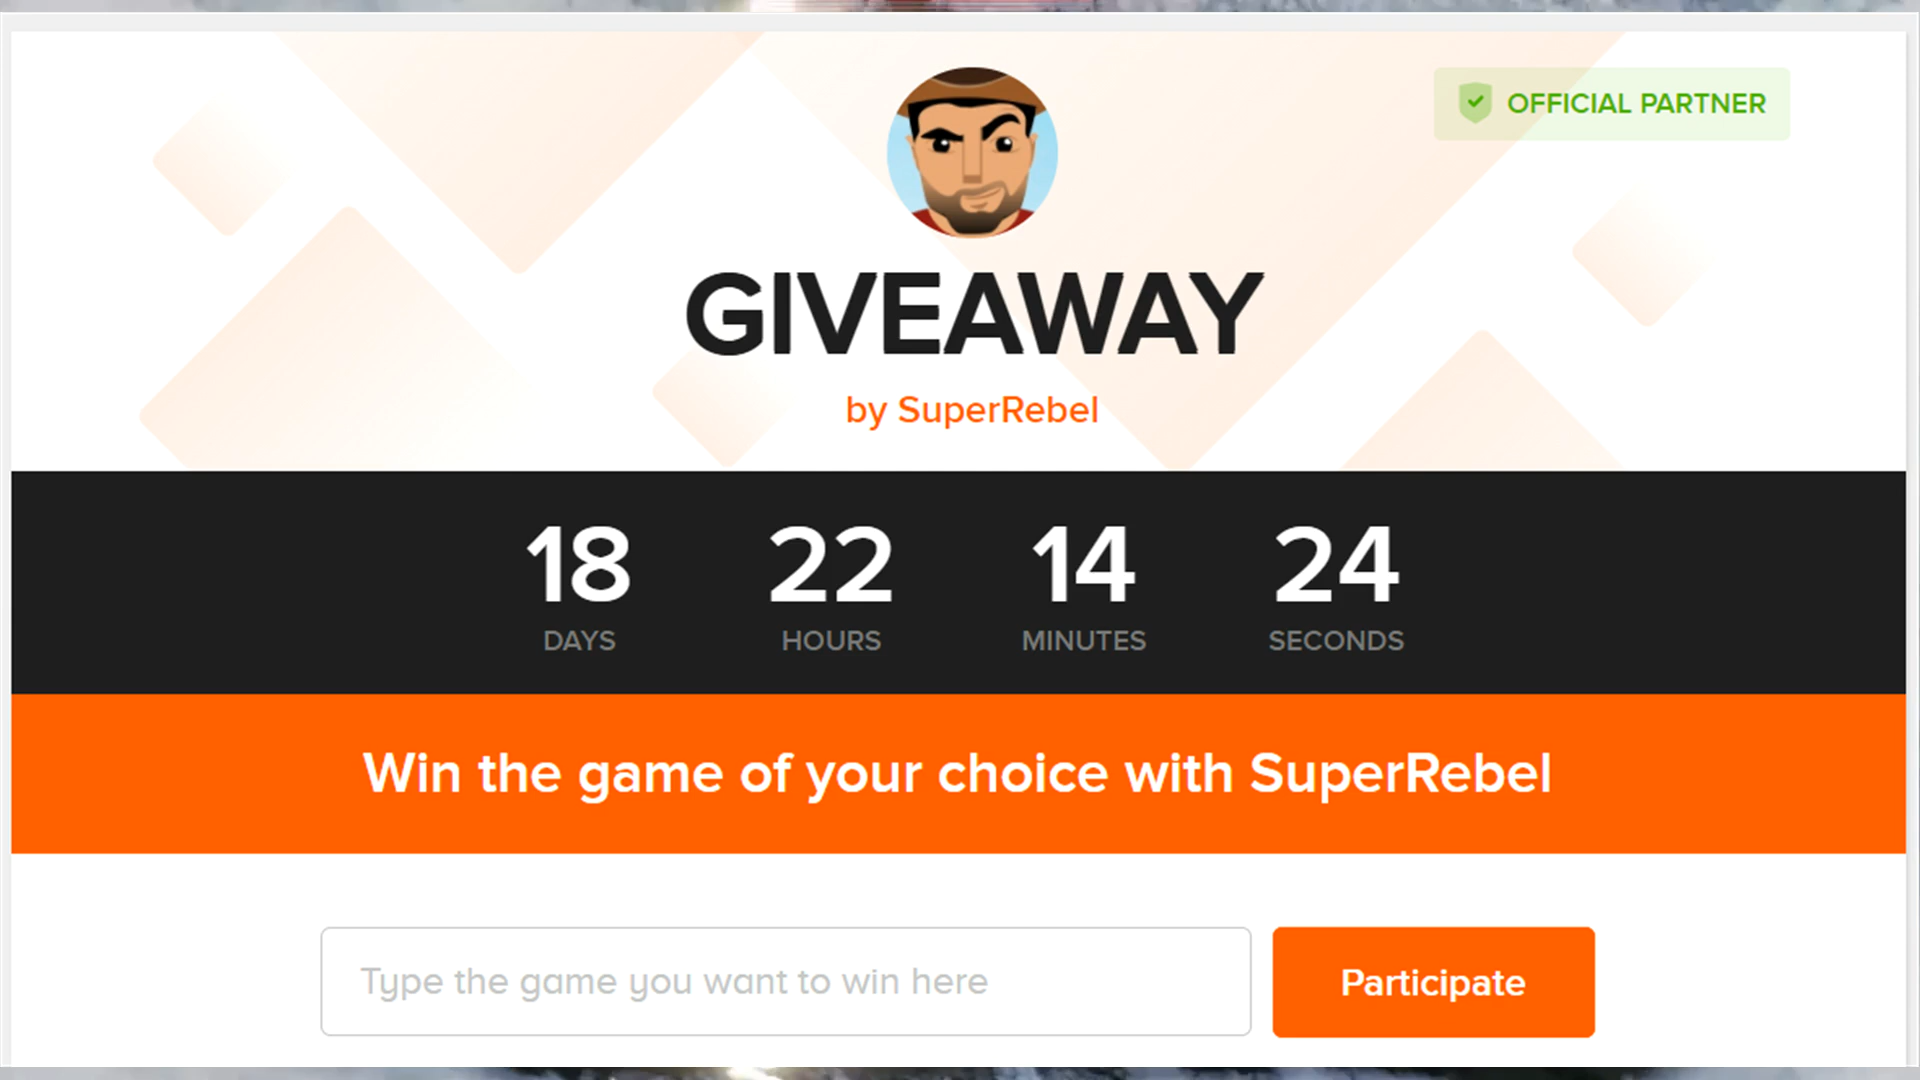 OFFICIAL PARTNER
GIVEAWAY
by SuperRebel
18 22 14 24
DAYS HOURS MINUTES SECONDS
Win the game of your choice with SuperRebel
Type the game you want to win here
Participate